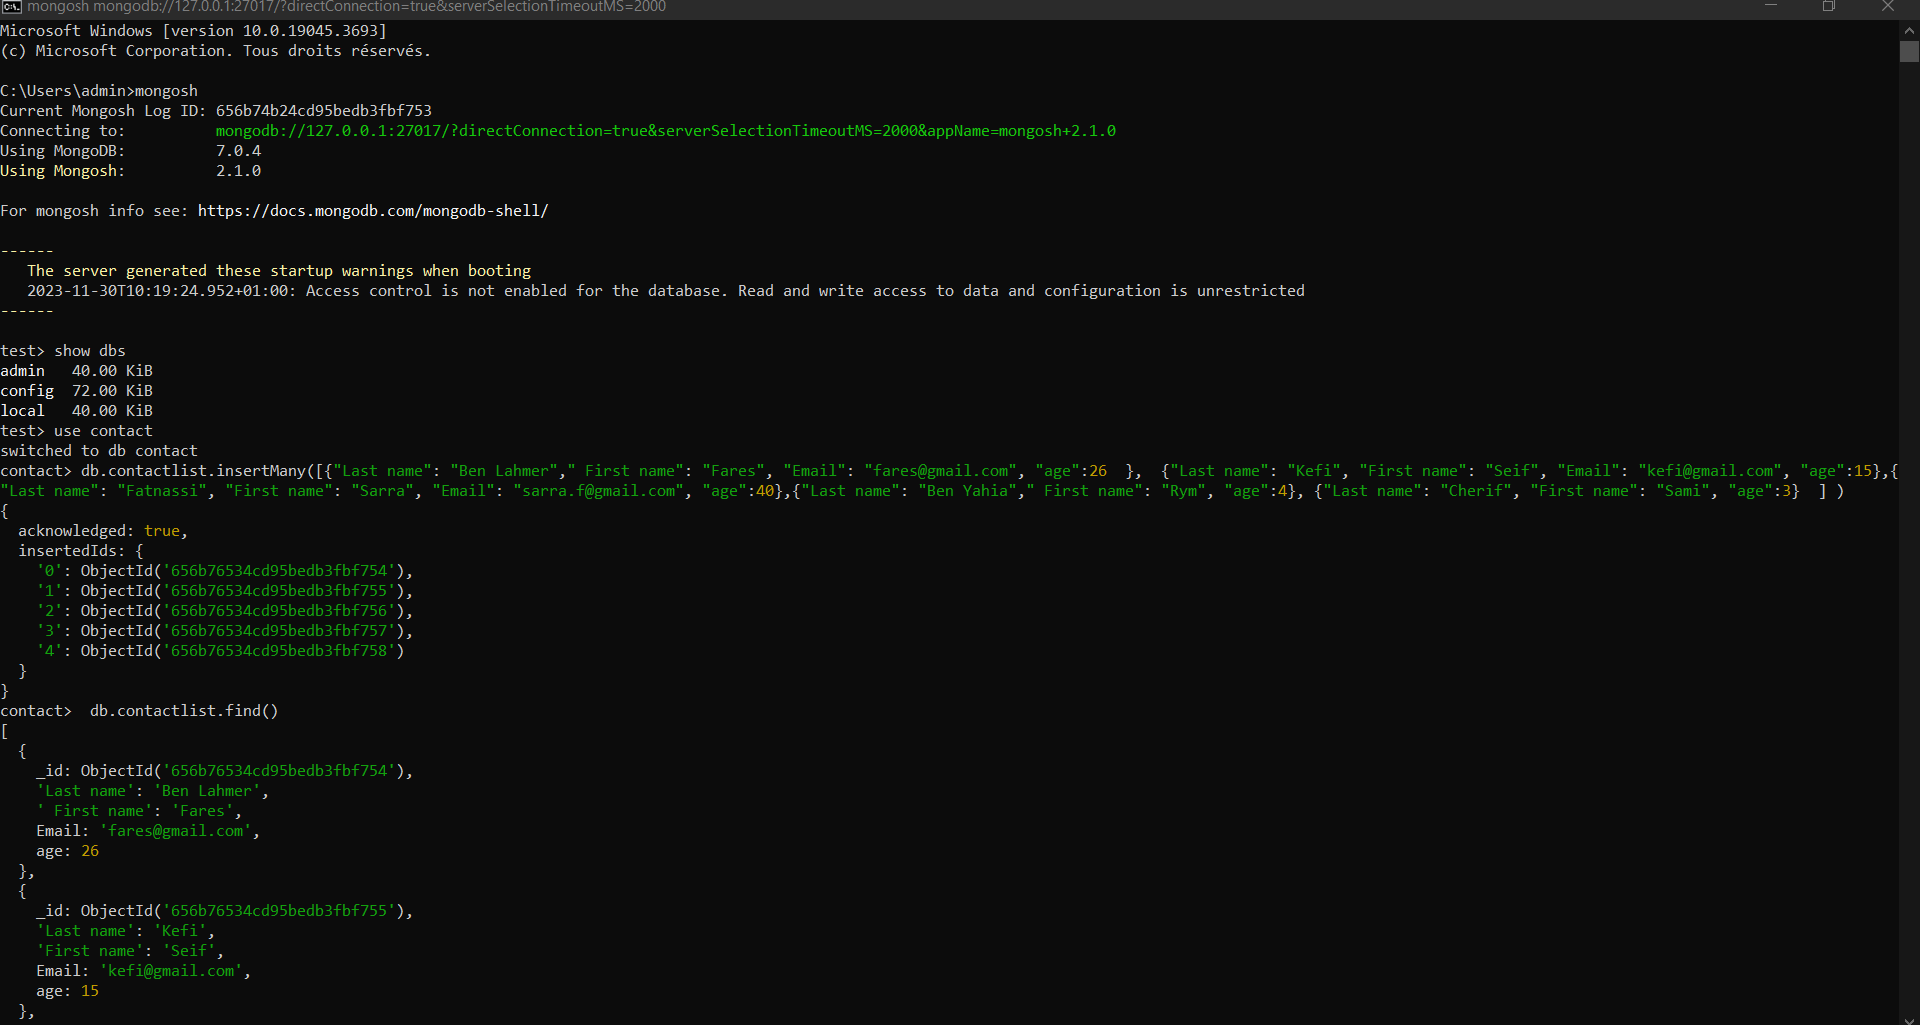 mongosh mongodb://127.0.0.1:27017/?directConnection=true&serverSelectionTimeoutMS=2000
Microsoft Windows [version 10.0.19045.3693]
(c) Microsoft Corporation. Tous droits réservés.
C:\Users\admin>mongosh
Current Mongosh Log ID: 656b74b24cd95bedb3fbf753
Connecting to:          mongodb://127.0.0.1:27017/?directConnection=true&serverSelectionTimeoutMS=2000&appName=mongosh+2.1.0
Using MongoDB:          7.0.4
Using Mongosh:          2.1.0
For mongosh info see: https://docs.mongodb.com/mongodb-shell/
------
   The server generated these startup warnings when booting
   2023-11-30T10:19:24.952+01:00: Access control is not enabled for the database. Read and write access to data and configuration is unrestricted
------
test> show dbs
admin   40.00 KiB
config  72.00 KiB
local   40.00 KiB
test> use contact
switched to db contact
contact> db.contactlist.insertMany([{"Last name": "Ben Lahmer"," First name": "Fares", "Email": "fares@gmail.com", "age":26  },  {"Last name": "Kefi", "First name": "Seif", "Email": "kefi@gmail.com", "age":15},{
"Last name": "Fatnassi", "First name": "Sarra", "Email": "sarra.f@gmail.com", "age":40},{"Last name": "Ben Yahia"," First name": "Rym", "age":4}, {"Last name": "Cherif", "First name": "Sami", "age":3}  ] )
{
  acknowledged: true,
  insertedIds: {
    '0': ObjectId('656b76534cd95bedb3fbf754'),
    '1': ObjectId('656b76534cd95bedb3fbf755'),
    '2': ObjectId('656b76534cd95bedb3fbf756'),
    '3': ObjectId('656b76534cd95bedb3fbf757'),
    '4': ObjectId('656b76534cd95bedb3fbf758')
  }
}
contact>  db.contactlist.find()
[
  {
    _id: ObjectId('656b76534cd95bedb3fbf754'),
    'Last name': 'Ben Lahmer',
    ' First name': 'Fares',
    Email: 'fares@gmail.com',
    age: 26
  },
  {
    _id: ObjectId('656b76534cd95bedb3fbf755'),
    'Last name': 'Kefi',
    'First name': 'Seif',
    Email: 'kefi@gmail.com',
    age: 15
  },